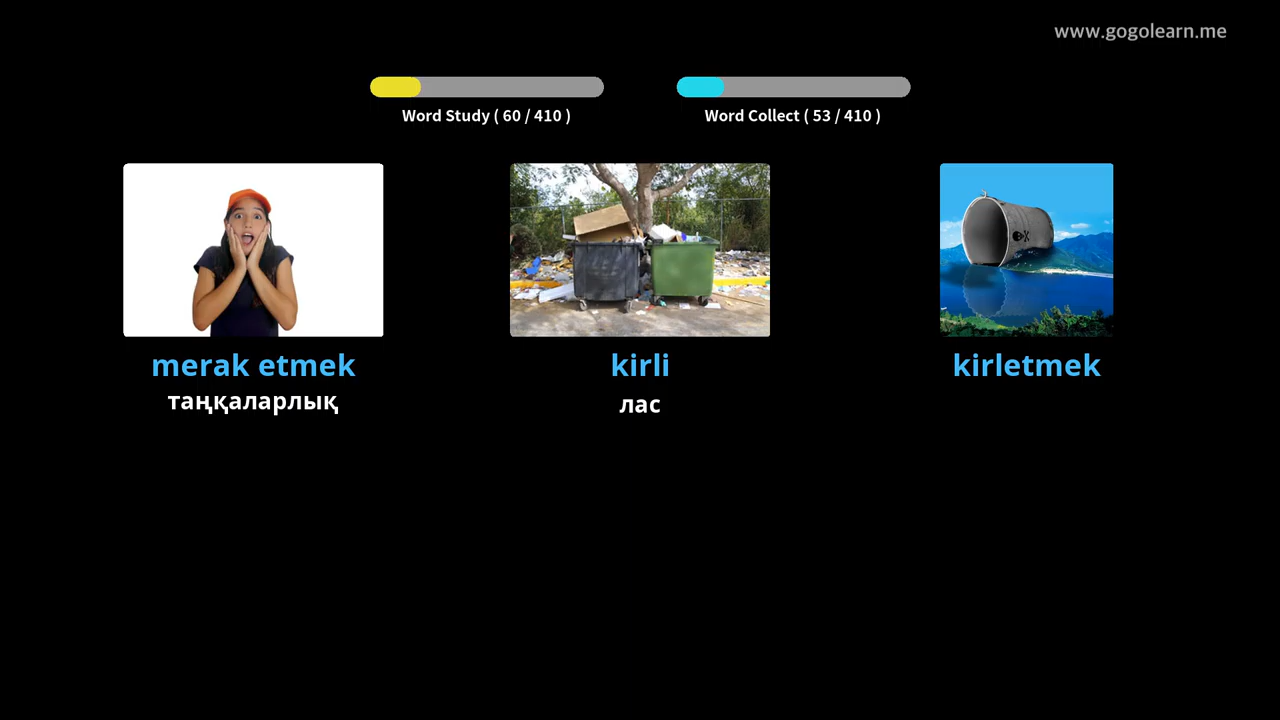 www.gogolearn.me
Word Study ( 60 / 410 )
Word Collect ( 53 / 410 )
merak etmek
kirli
kirletmek
таңқаларлық
лас